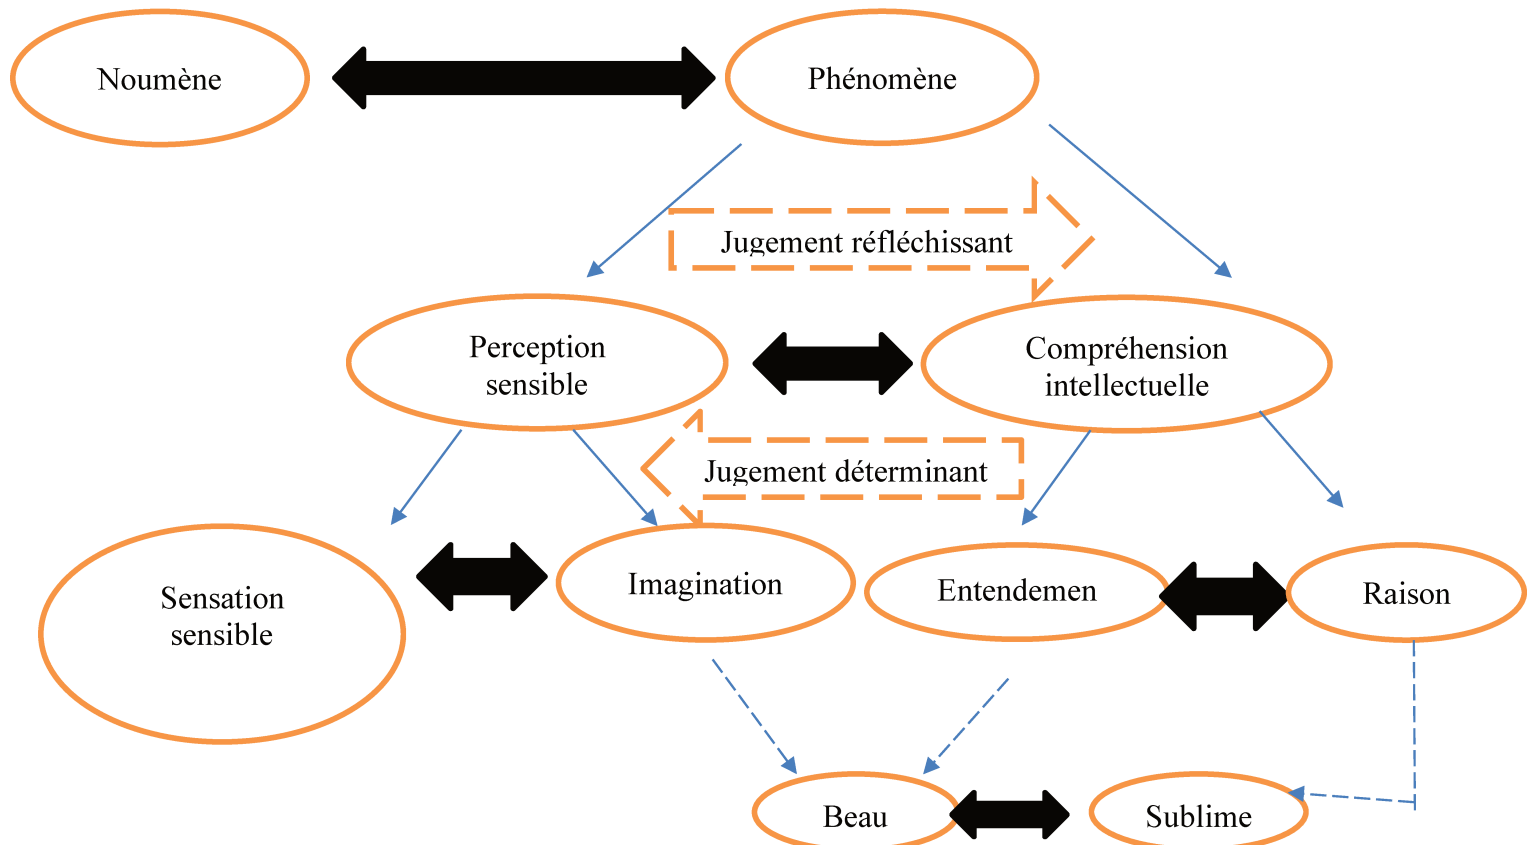 Noumène
Phénomène
Jugement réfléchissant
Perception
sensible
Compréhension
intellectuelle
Jugement déterminant
Sensation
sensible
Imagination
Entendemen
Raison
Beau
Sublime